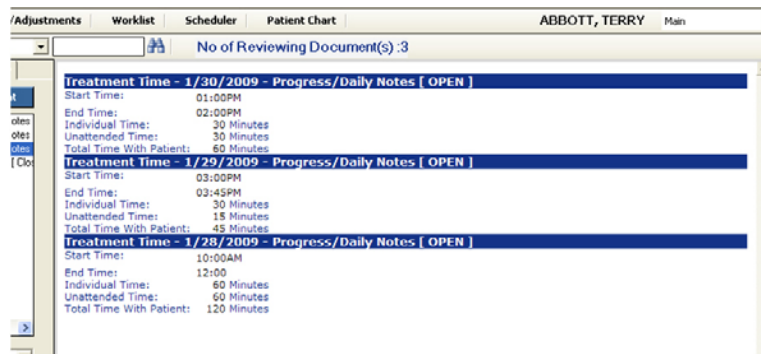 /Adjustments Worklist Scheduler Patient Chart ABBOTT, TERRY Main
No of Reviewing Document(s) :3
Treatment Time - 1/30/2009 - Progress/Daily Notes [ OPEN ]
Start Time: 01:00PM
End Time: 02:00PM
Individual Time: 30 Minutes
Unattended Time: 30 Minutes
Total Time With Patient: 60 Minutes
Treatment Time - 1/29/2009 - Progress/Daily Notes [ OPEN ]
Start Time: 03:00PM
End Time: 03:45PM
Individual Time: 30 Minutes
Unattended Time: 15 Minutes
Total Time With Patient: 45 Minutes
Treatment Time - 1/28/2009 - Progress/Daily Notes [ OPEN ]
Start Time: 10:00AM
End Time: 12:00
Individual Time: 60 Minutes
Unattended Time: 60 Minutes
Total Time With Patient: 120 Minutes
otes
otes
otes
[ Clo